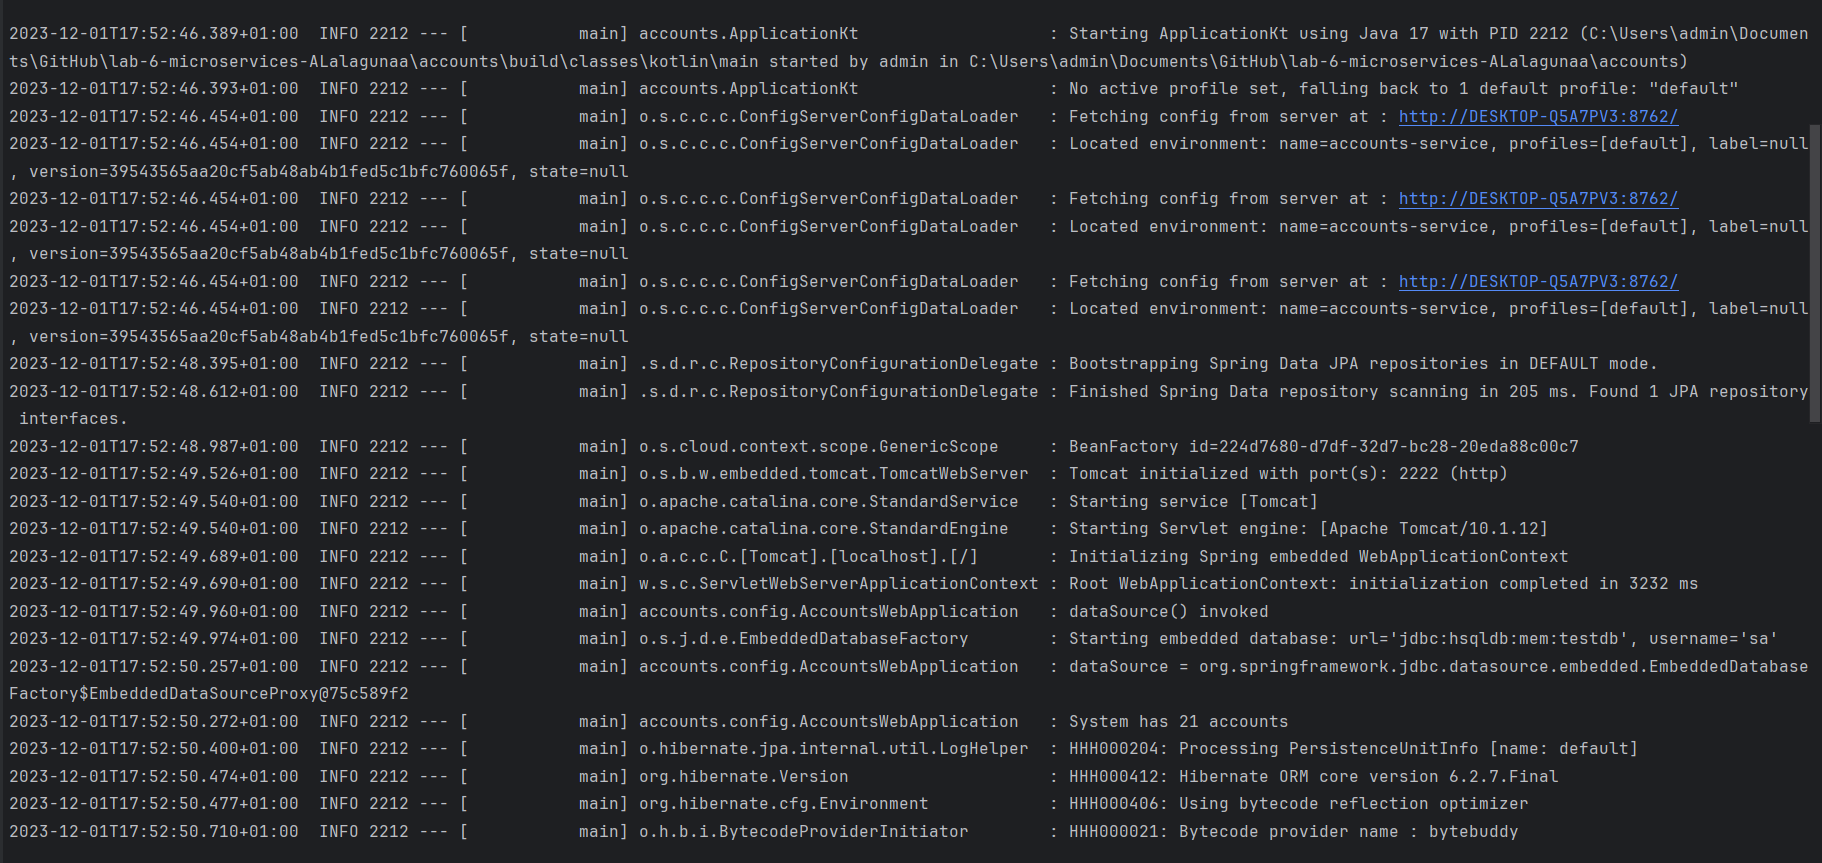 2023-12-01T17:52:46.389+01:00  INFO 2212 --- [           main] accounts.ApplicationKt                   : Starting ApplicationKt using Java 17 with PID 2212 (C:\Users\admin\Documen
ts\GitHub\lab-6-microservices-ALalagunaa\accounts\build\classes\kotlin\main started by admin in C:\Users\admin\Documents\GitHub\lab-6-microservices-ALalagunaa\accounts)
2023-12-01T17:52:46.393+01:00  INFO 2212 --- [           main] accounts.ApplicationKt                   : No active profile set, falling back to 1 default profile: "default"
2023-12-01T17:52:46.454+01:00  INFO 2212 --- [           main] o.s.c.c.c.ConfigServerConfigDataLoader   : Fetching config from server at : http://DESKTOP-Q5A7PV3:8762/
2023-12-01T17:52:46.454+01:00  INFO 2212 --- [           main] o.s.c.c.c.ConfigServerConfigDataLoader   : Located environment: name=accounts-service, profiles=[default], label=null
, version=39543565aa20cf5ab48ab4b1fed5c1bfc760065f, state=null
2023-12-01T17:52:46.454+01:00  INFO 2212 --- [           main] o.s.c.c.c.ConfigServerConfigDataLoader   : Fetching config from server at : http://DESKTOP-Q5A7PV3:8762/
2023-12-01T17:52:46.454+01:00  INFO 2212 --- [           main] o.s.c.c.c.ConfigServerConfigDataLoader   : Located environment: name=accounts-service, profiles=[default], label=null
, version=39543565aa20cf5ab48ab4b1fed5c1bfc760065f, state=null
2023-12-01T17:52:46.454+01:00  INFO 2212 --- [           main] o.s.c.c.c.ConfigServerConfigDataLoader   : Fetching config from server at : http://DESKTOP-Q5A7PV3:8762/
2023-12-01T17:52:46.454+01:00  INFO 2212 --- [           main] o.s.c.c.c.ConfigServerConfigDataLoader   : Located environment: name=accounts-service, profiles=[default], label=null
, version=39543565aa20cf5ab48ab4b1fed5c1bfc760065f, state=null
2023-12-01T17:52:48.395+01:00  INFO 2212 --- [           main] .s.d.r.c.RepositoryConfigurationDelegate : Bootstrapping Spring Data JPA repositories in DEFAULT mode.
2023-12-01T17:52:48.612+01:00  INFO 2212 --- [           main] .s.d.r.c.RepositoryConfigurationDelegate : Finished Spring Data repository scanning in 205 ms. Found 1 JPA repository
 interfaces.
2023-12-01T17:52:48.987+01:00  INFO 2212 --- [           main] o.s.cloud.context.scope.GenericScope     : BeanFactory id=224d7680-d7df-32d7-bc28-20eda88c00c7
2023-12-01T17:52:49.526+01:00  INFO 2212 --- [           main] o.s.b.w.embedded.tomcat.TomcatWebServer  : Tomcat initialized with port(s): 2222 (http)
2023-12-01T17:52:49.540+01:00  INFO 2212 --- [           main] o.apache.catalina.core.StandardService   : Starting service [Tomcat]
2023-12-01T17:52:49.540+01:00  INFO 2212 --- [           main] o.apache.catalina.core.StandardEngine    : Starting Servlet engine: [Apache Tomcat/10.1.12]
2023-12-01T17:52:49.689+01:00  INFO 2212 --- [           main] o.a.c.c.C.[Tomcat].[localhost].[/]       : Initializing Spring embedded WebApplicationContext
2023-12-01T17:52:49.690+01:00  INFO 2212 --- [           main] w.s.c.ServletWebServerApplicationContext : Root WebApplicationContext: initialization completed in 3232 ms
2023-12-01T17:52:49.960+01:00  INFO 2212 --- [           main] accounts.config.AccountsWebApplication   : dataSource() invoked
2023-12-01T17:52:49.974+01:00  INFO 2212 --- [           main] o.s.j.d.e.EmbeddedDatabaseFactory        : Starting embedded database: url='jdbc:hsqldb:mem:testdb', username='sa'
2023-12-01T17:52:50.257+01:00  INFO 2212 --- [           main] accounts.config.AccountsWebApplication   : dataSource = org.springframework.jdbc.datasource.embedded.EmbeddedDatabase
Factory$EmbeddedDataSourceProxy@75c589f2
2023-12-01T17:52:50.272+01:00  INFO 2212 --- [           main] accounts.config.AccountsWebApplication   : System has 21 accounts
2023-12-01T17:52:50.400+01:00  INFO 2212 --- [           main] o.hibernate.jpa.internal.util.LogHelper  : HHH000204: Processing PersistenceUnitInfo [name: default]
2023-12-01T17:52:50.474+01:00  INFO 2212 --- [           main] org.hibernate.Version                    : HHH000412: Hibernate ORM core version 6.2.7.Final
2023-12-01T17:52:50.477+01:00  INFO 2212 --- [           main] org.hibernate.cfg.Environment            : HHH000406: Using bytecode reflection optimizer
2023-12-01T17:52:50.710+01:00  INFO 2212 --- [           main] o.h.b.i.BytecodeProviderInitiator        : HHH000021: Bytecode provider name : bytebuddy